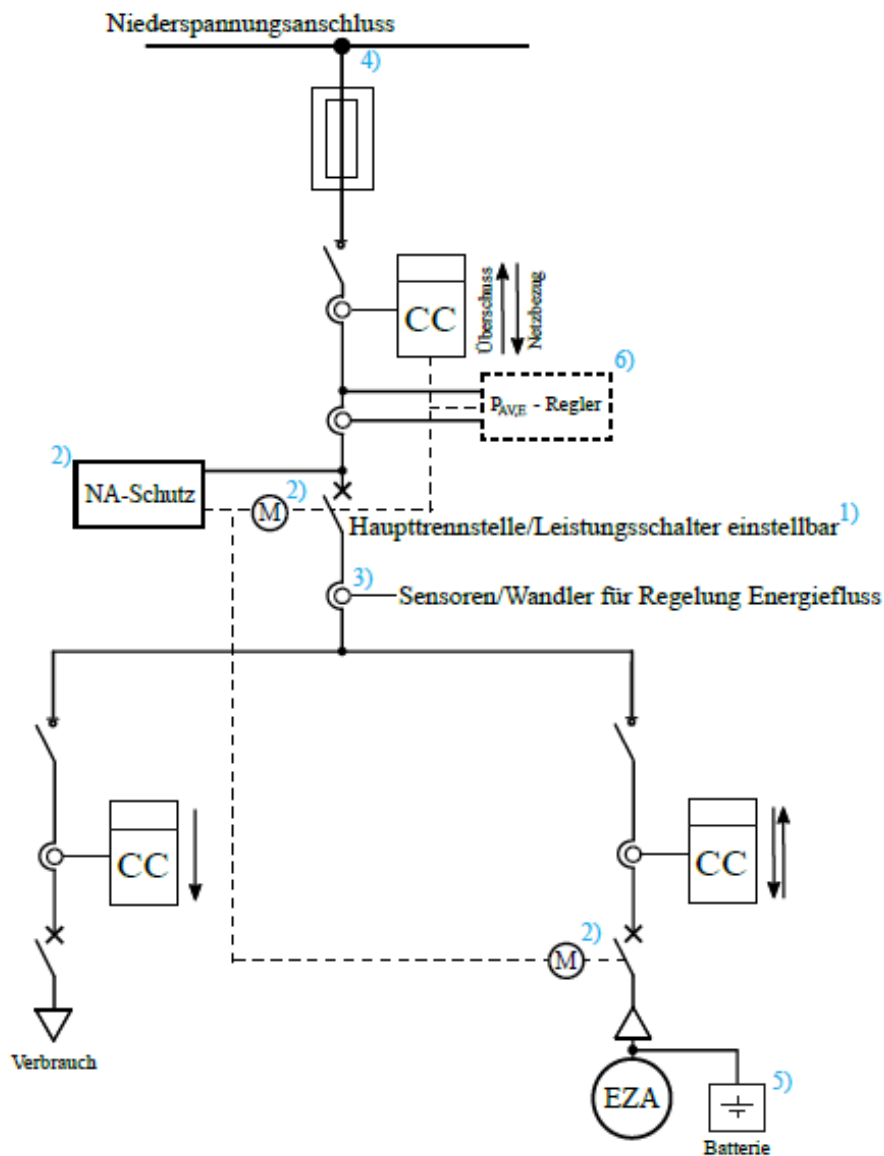 Niederspannungsanschluss
4)
CC
Überschuss
Netzbezug
6)
P_AV,E - Regler
2)
NA-Schutz
M
2)
Haupttrennstelle/Leistungsschalter einstellbar 1)
3)
Sensoren/Wandler für Regelung Energiefluss
CC
CC
2)
M
Verbrauch
EZA
5)
Batterie